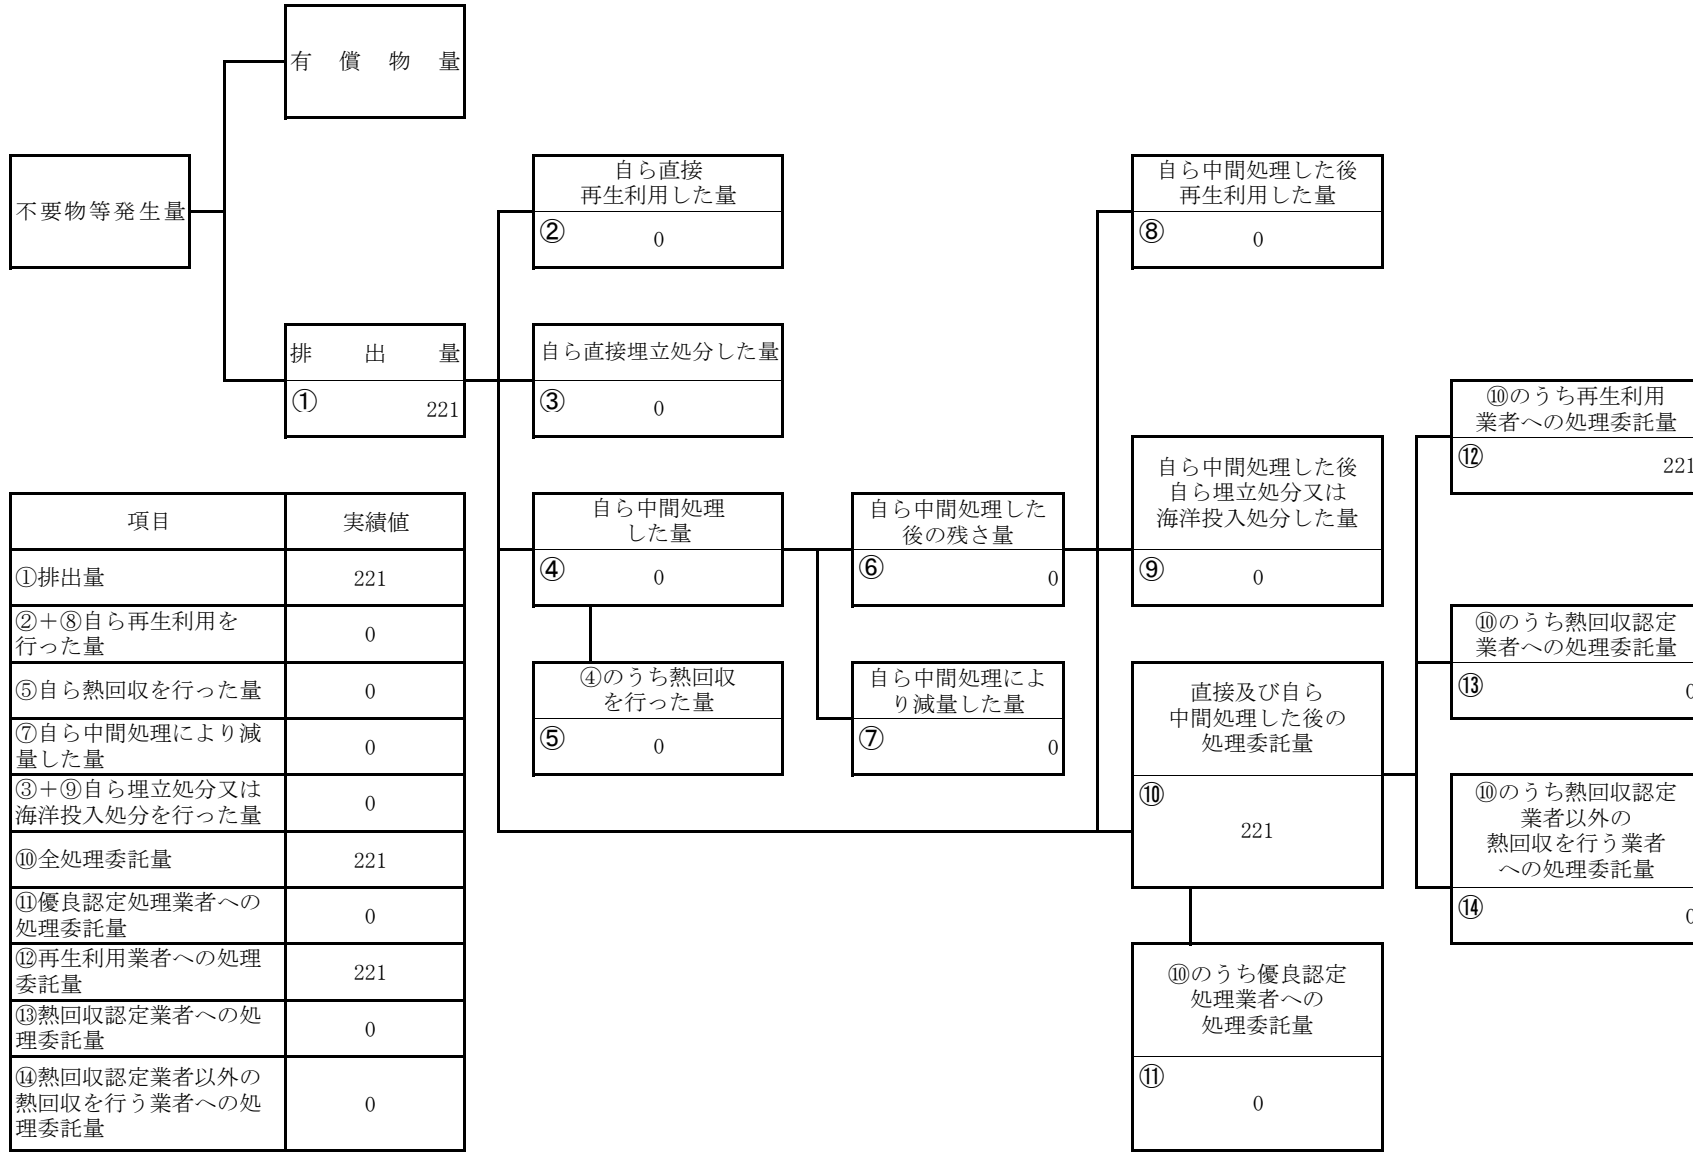 有償物量
不要物等発生量
排出量
① 221
自ら直接
再生利用した量
② 0
自ら直接埋立処分した量
③ 0
自ら中間処理
した量
④ 0
④のうち熱回収
を行った量
⑤ 0
自ら中間処理した
後の残さ量
⑥ 0
自ら中間処理によ
り減量した量
⑦ 0
自ら中間処理した後
再生利用した量
⑧ 0
自ら中間処理した後
自ら埋立処分又は
海洋投入処分した量
⑨ 0
直接及び自ら
中間処理した後の
処理委託量
⑩
221
⑩のうち優良認定
処理業者への
処理委託量
⑪
0
⑩のうち再生利用
業者への処理委託量
⑫ 221
⑩のうち熱回収認定
業者への処理委託量
⑬ 0
⑩のうち熱回収認定
業者以外の
熱回収を行う業者
への処理委託量
⑭ 0
項目 実績値
①排出量 221
②+⑧自ら再生利用を
行った量 0
⑤自ら熱回収を行った量 0
⑦自ら中間処理により減
量した量 0
③+⑨自ら埋立処分又は
海洋投入処分を行った量 0
⑩全処理委託量 221
⑪優良認定処理業者への
処理委託量 0
⑫再生利用業者への処理
委託量 221
⑬熱回収認定業者への処
理委託量 0
⑭熱回収認定業者以外の
熱回収を行う業者への処
理委託量 0